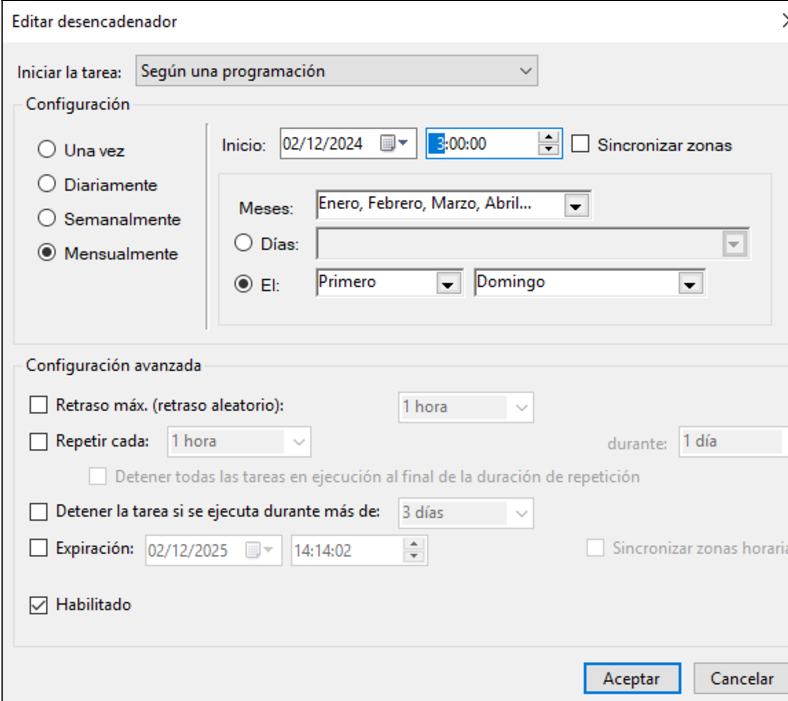 Editar desencadenador
Iniciar la tarea: Según una programación
Configuración
Una vez
Diariamente
Semanalmente
Mensualmente
Inicio: 02/12/2024 3:00:00 Sincronizar zonas
Meses: Enero, Febrero, Marzo, Abril...
Días:
El: Primero Domingo
Configuración avanzada
Retraso máx. (retraso aleatorio): 1 hora
Repetir cada: 1 hora durante: 1 día
Detener todas las tareas en ejecución al final de la duración de repetición
Detener la tarea si se ejecuta durante más de: 3 días
Expiración: 02/12/2025 14:14:02 Sincronizar zonas horaria
Habilitado
Aceptar Cancelar